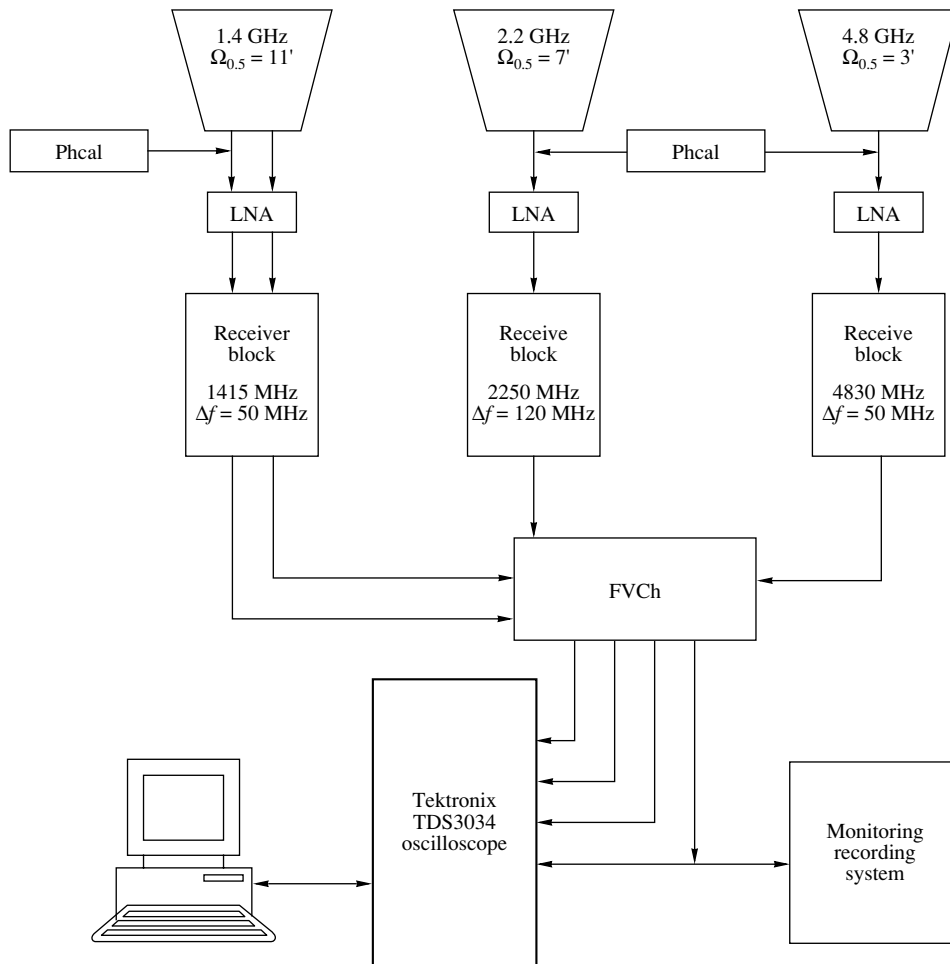 1.4 GHz
Ω0.5 = 11'
2.2 GHz
Ω0.5 = 7'
4.8 GHz
Ω0.5 = 3'
Phcal
Phcal
LNA
LNA
LNA
Receiver
block
1415 MHz
Δf = 50 MHz
Receive
block
2250 MHz
Δf = 120 MHz
Receive
block
4830 MHz
Δf = 50 MHz
FVCh
Tektronix
TDS3034
oscilloscope
Monitoring
recording
system